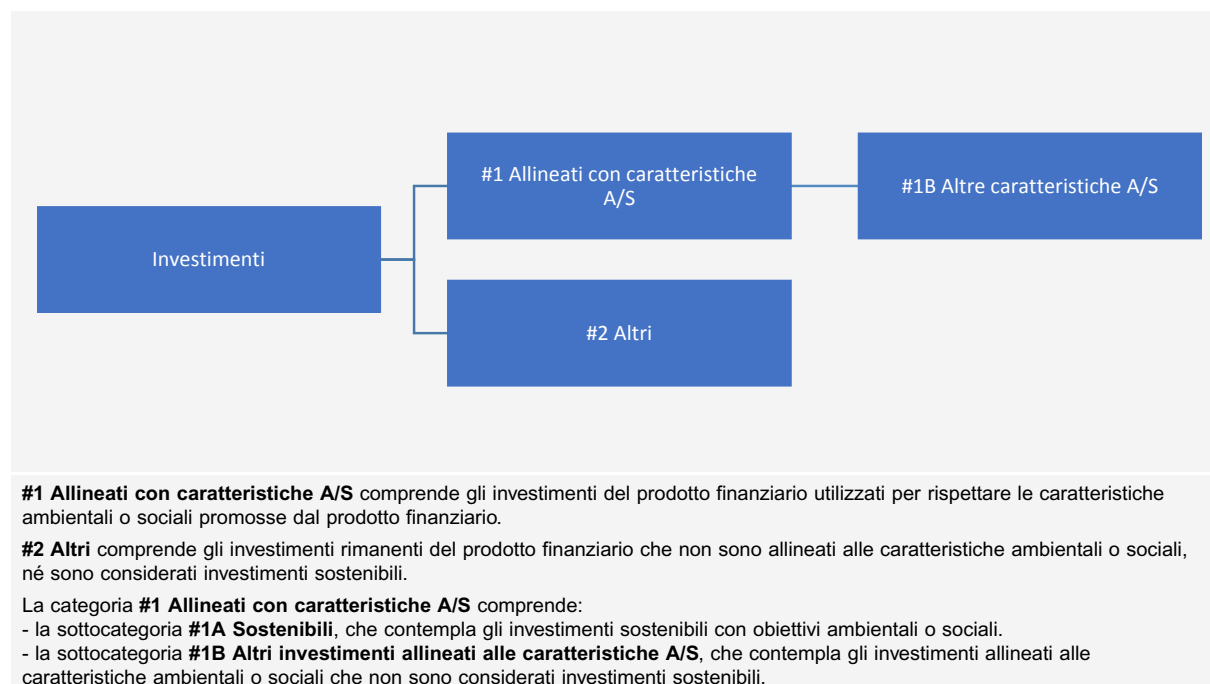 Investimenti
#1 Allineati con caratteristiche
A/S
#1B Altre caratteristiche A/S
#2 Altri
#1 Allineati con caratteristiche A/S comprende gli investimenti del prodotto finanziario utilizzati per rispettare le caratteristiche
ambientali o sociali promosse dal prodotto finanziario.
#2 Altri comprende gli investimenti rimanenti del prodotto finanziario che non sono allineati alle caratteristiche ambientali o sociali,
né sono considerati investimenti sostenibili.
La categoria #1 Allineati con caratteristiche A/S comprende:
- la sottocategoria #1A Sostenibili, che contempla gli investimenti sostenibili con obiettivi ambientali o sociali.
- la sottocategoria #1B Altri investimenti allineati alle caratteristiche A/S, che contempla gli investimenti allineati alle
caratteristiche ambientali o sociali che non sono considerati investimenti sostenibili.